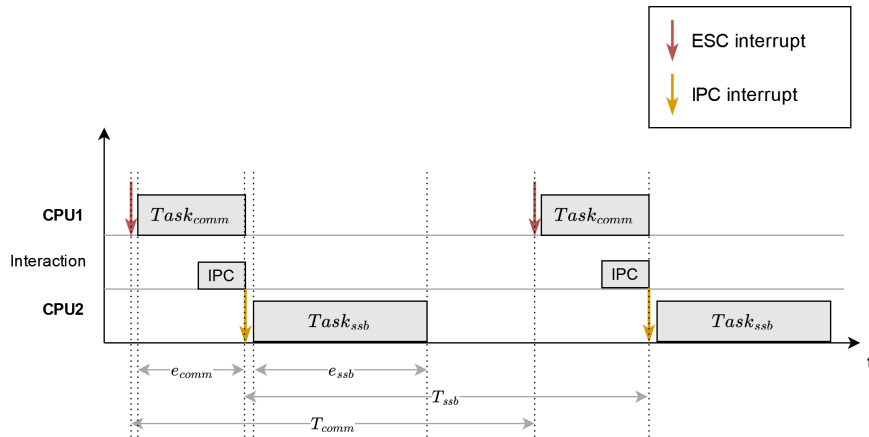 ESC interrupt
IPC interrupt
CPU1
Task_comm
Task_comm
Interaction
IPC
IPC
CPU2
Task_ssb
Task_ssb
t
e_comm
e_ssb
T_ssb
T_comm